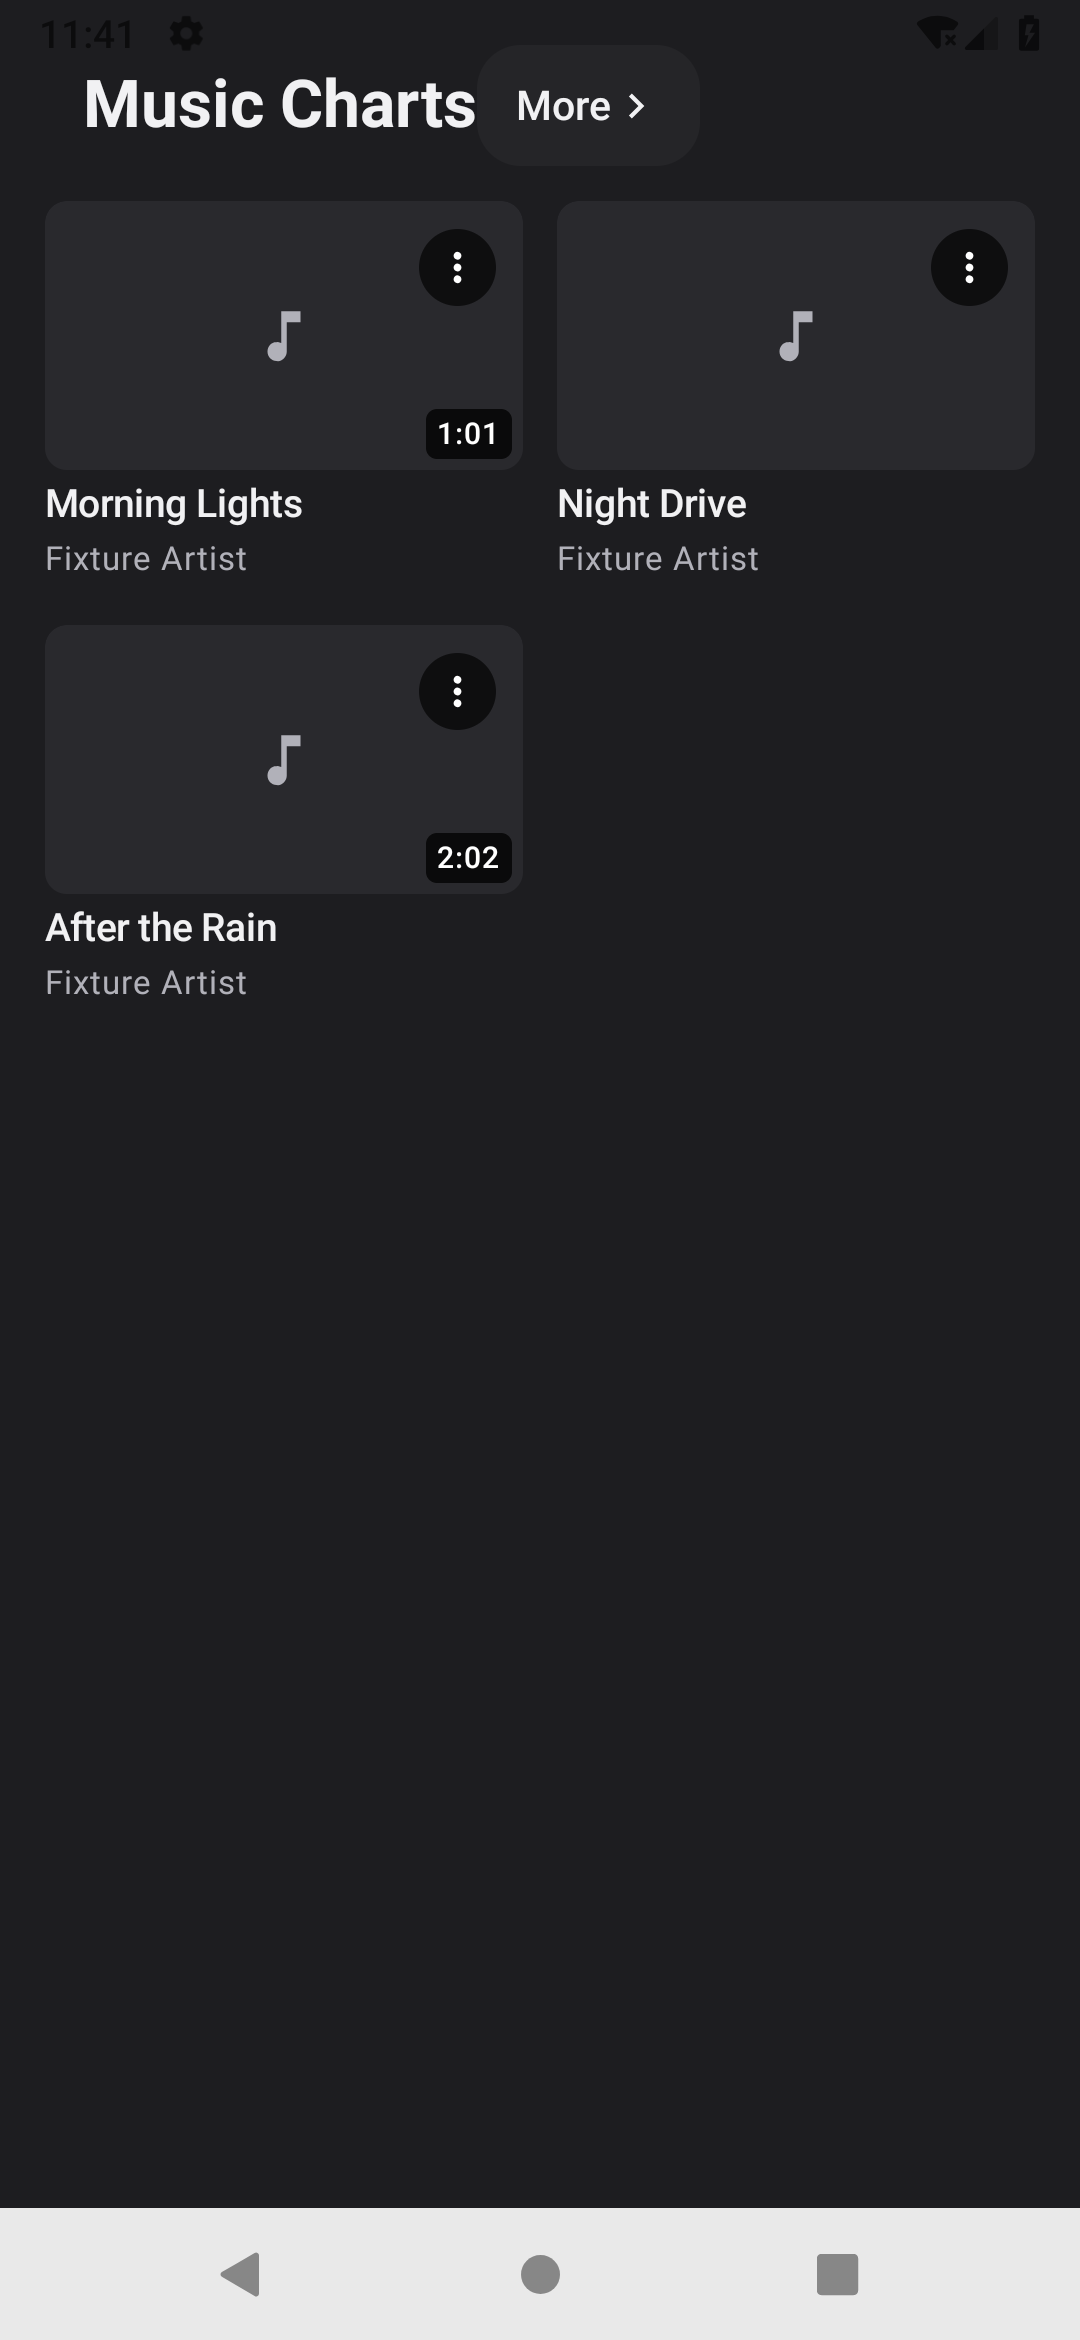 11:41
Music Charts More
1:01
Morning Lights
Fixture Artist
Night Drive
Fixture Artist
2:02
After the Rain
Fixture Artist